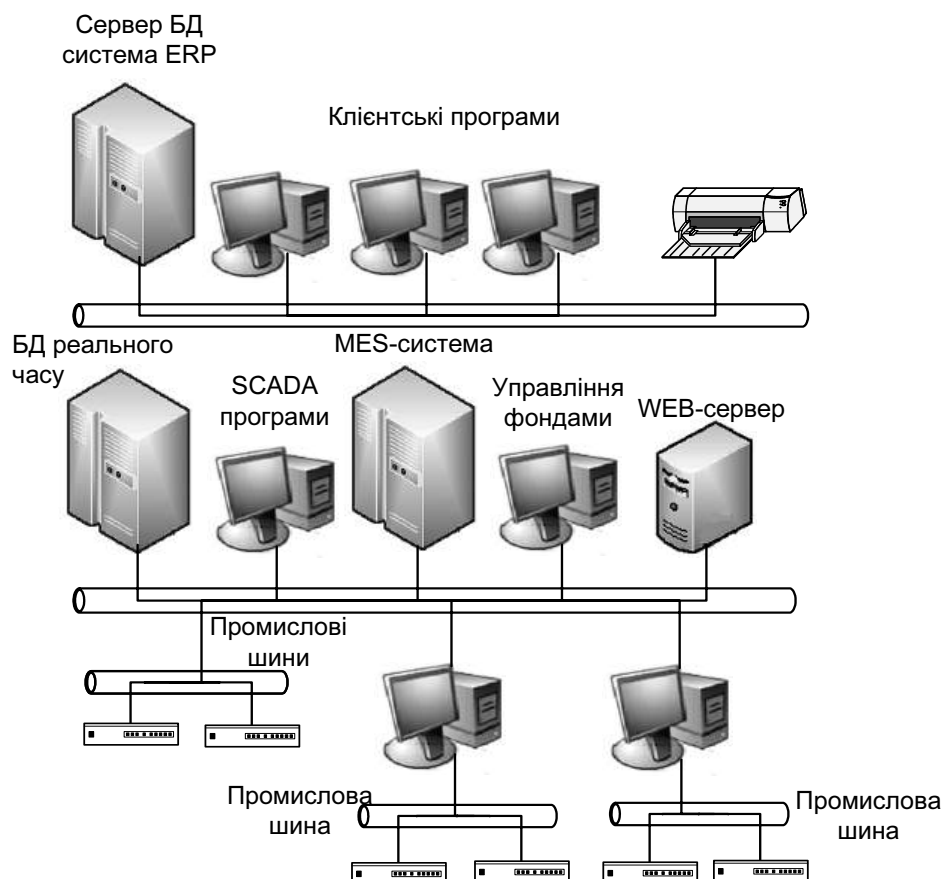 Сервер БД
система ERP
Клієнтські програми
БД реального
часу
SCADA
програми
MES-система
Управління
фондами
WEB-сервер
Промислові
шини
Промислова
шина
Промислова
шина